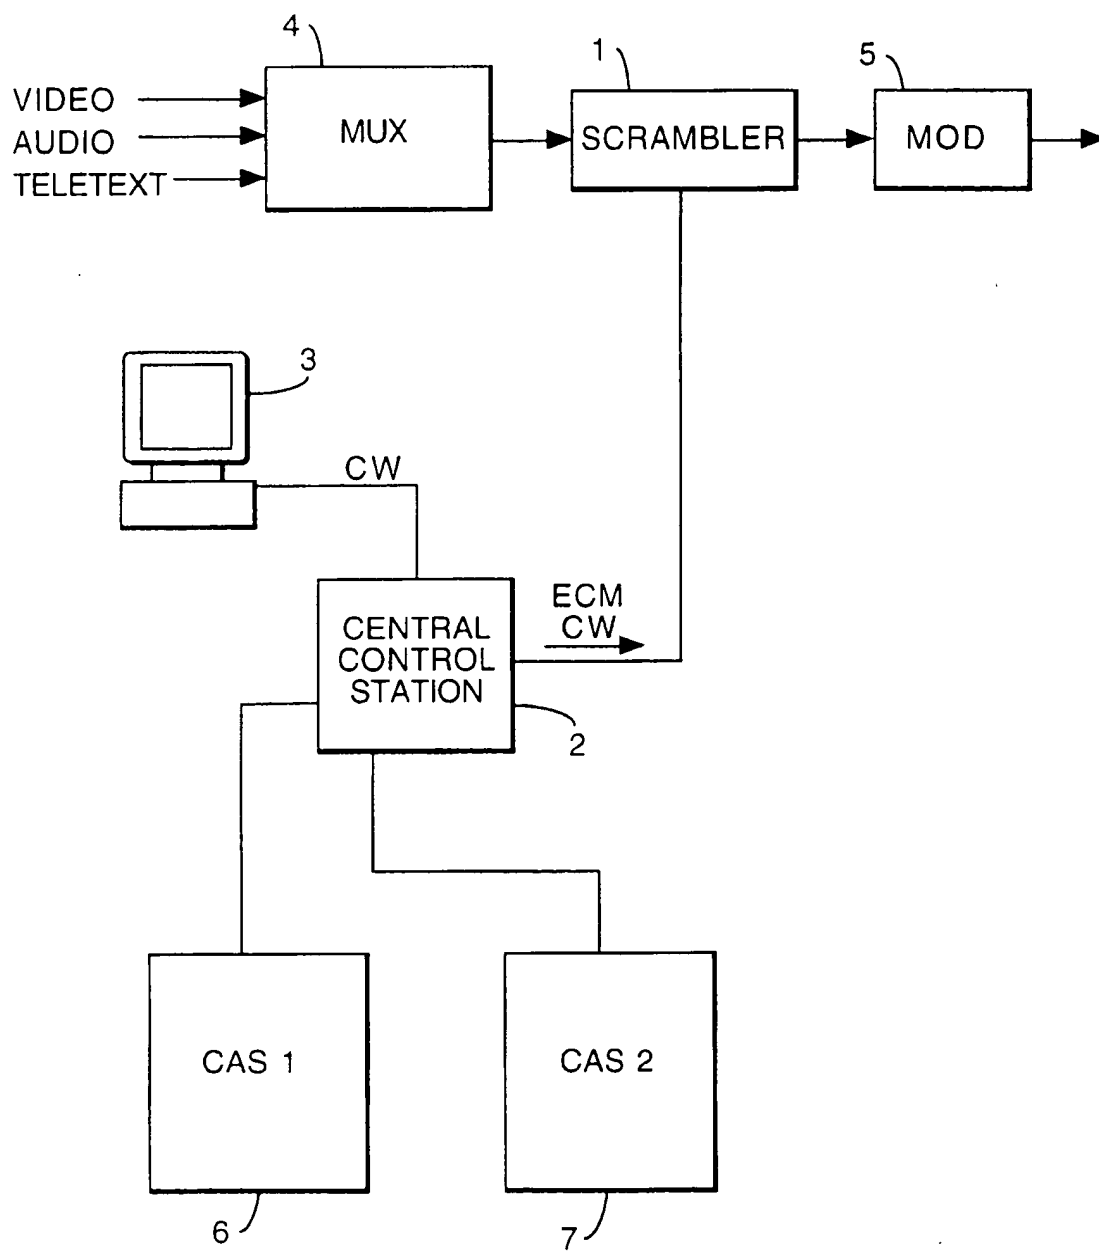 4
1
5
VIDEO
AUDIO
TELETEXT
MUX
SCRAMBLER
MOD
3
CW
ECM
CW
CENTRAL
CONTROL
STATION
2
CAS 1
CAS 2
6
7